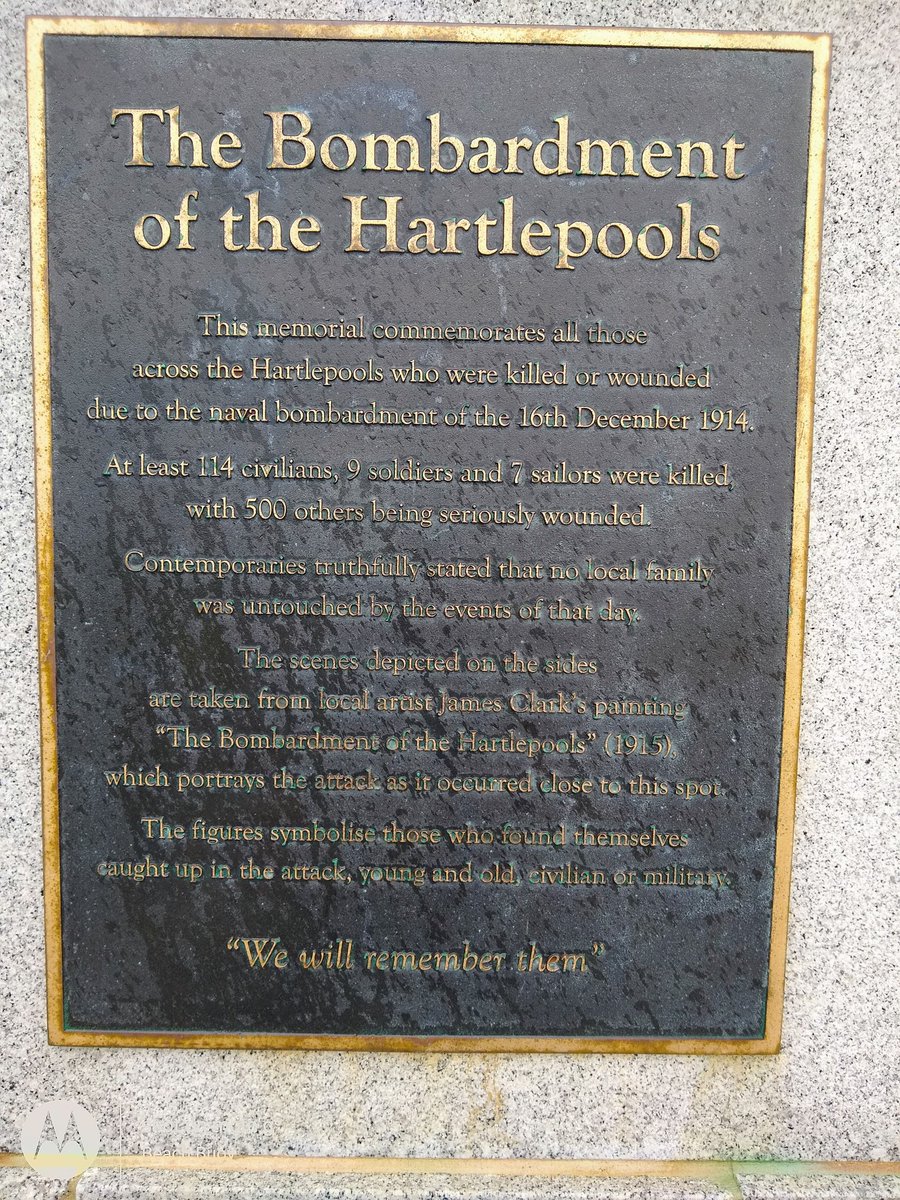 The Bombardment
of the Hartlepools
This memorial commemorates all those
across the Hartlepools who were killed or wounded
due to the naval bombardment of the 16th December 1914.
At least 114 civilians, 9 soldiers and 7 sailors were killed,
with 500 others being seriously wounded.
Contemporaries truthfully stated that no local family
was untouched by the events of that day.
The scenes depicted on the sides
are taken from local artist James Clark's painting
“The Bombardment of the Hartlepools” (1915),
which portrays the attack as it occurred close to this spot.
The figures symbolise those who found themselves
caught up in the attack, young and old, civilian or military.
“We will remember them”